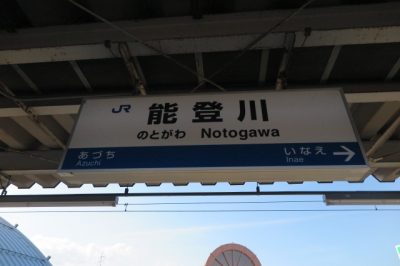 JR 能登川
のとがわ Notogawa
あづち いなえ →
Azuchi Inae